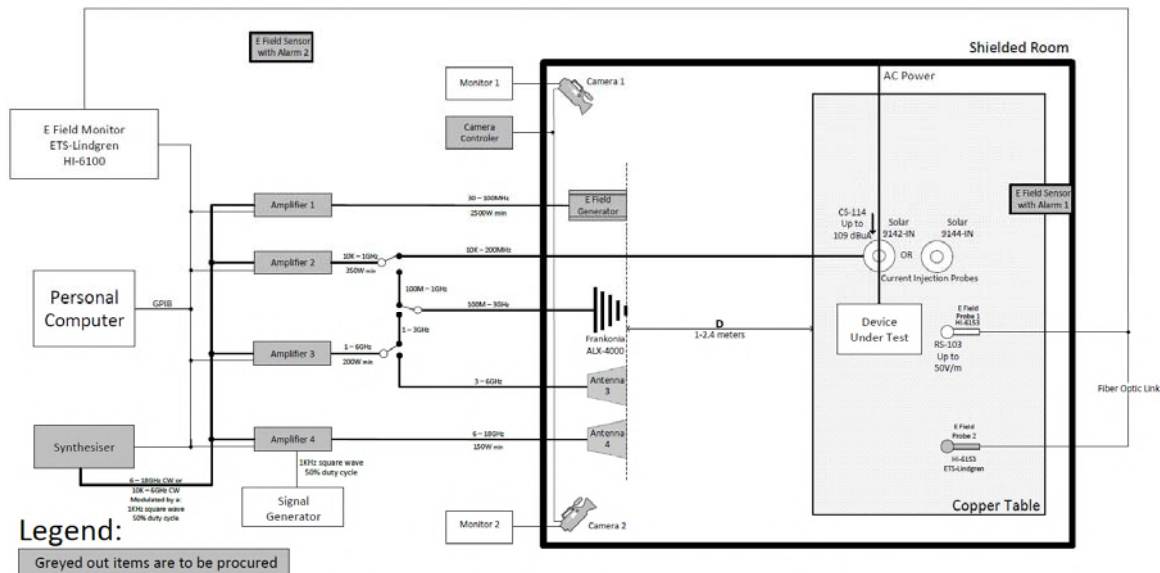 E Field Sensor
with Alarm 2
Shielded Room
Monitor 1
Camera 1
AC Power
E Field Monitor
ETS-Lindgren
HI-6100
Camera
Controler
Amplifier 1
30 – 100MHz
2500W min
E Field
Generator
E Field Sensor
with Alarm 1
CS-114
Up to
109 dBuA
Solar
9142-IN
Solar
9144-IN
Amplifier 2
10K – 1GHz
350W min
10K – 200MHz
OR
Current Injection Probes
100M – 1GHz
Personal
Computer
GPIB
100M – 3GHz
D
1-2.4 meters
Device
Under Test
E Field
Probe 1
HI-6153
RS-103
Up to
50V/m
1 – 3GHz
Frankonia
ALX-4000
Amplifier 3
1 – 6GHz
200W min
3 – 6GHz
Antenna
3
Fiber Optic Link
Synthesiser
Amplifier 4
6 – 18GHz
150W min
Antenna
4
E Field
Probe 2
HI-6153
ETS-Lindgren
1KHz square wave
50% duty cycle
6 – 18GHz CW or
10K – 6GHz CW
Modulated by a:
1KHz square wave
50% duty cycle
Signal
Generator
Copper Table
Monitor 2
Camera 2
Legend:
Greyed out items are to be procured